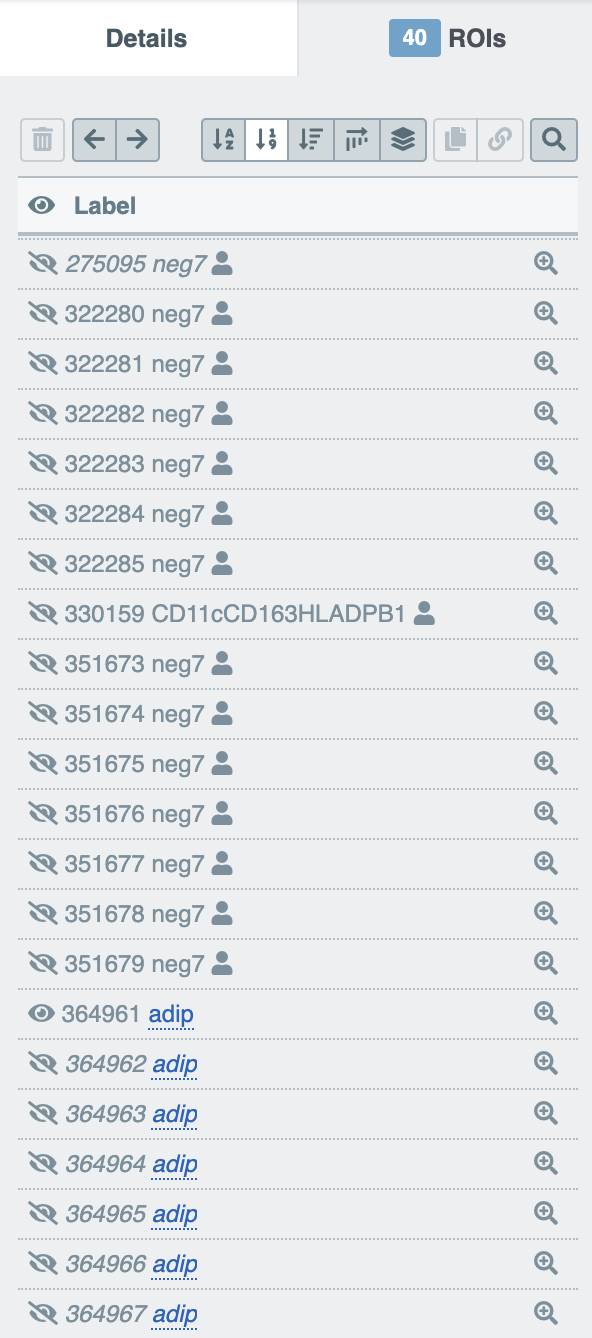 Details
40 ROIs
Label
275095 neg7
322280 neg7
322281 neg7
322282 neg7
322283 neg7
322284 neg7
322285 neg7
330159 CD11cCD163HLADPB1
351673 neg7
351674 neg7
351675 neg7
351676 neg7
351677 neg7
351678 neg7
351679 neg7
364961 adip
364962 adip
364963 adip
364964 adip
364965 adip
364966 adip
364967 adip